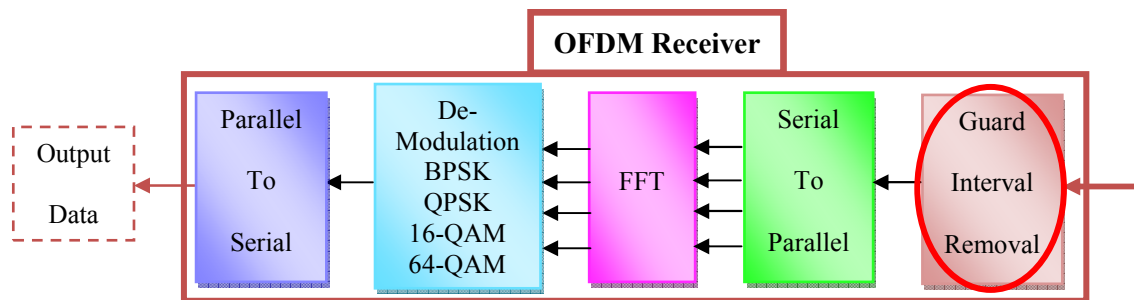 OFDM Receiver
Output
Data
Parallel
To
Serial
De-
Modulation
BPSK
QPSK
16-QAM
64-QAM
FFT
Serial
To
Parallel
Guard
Interval
Removal